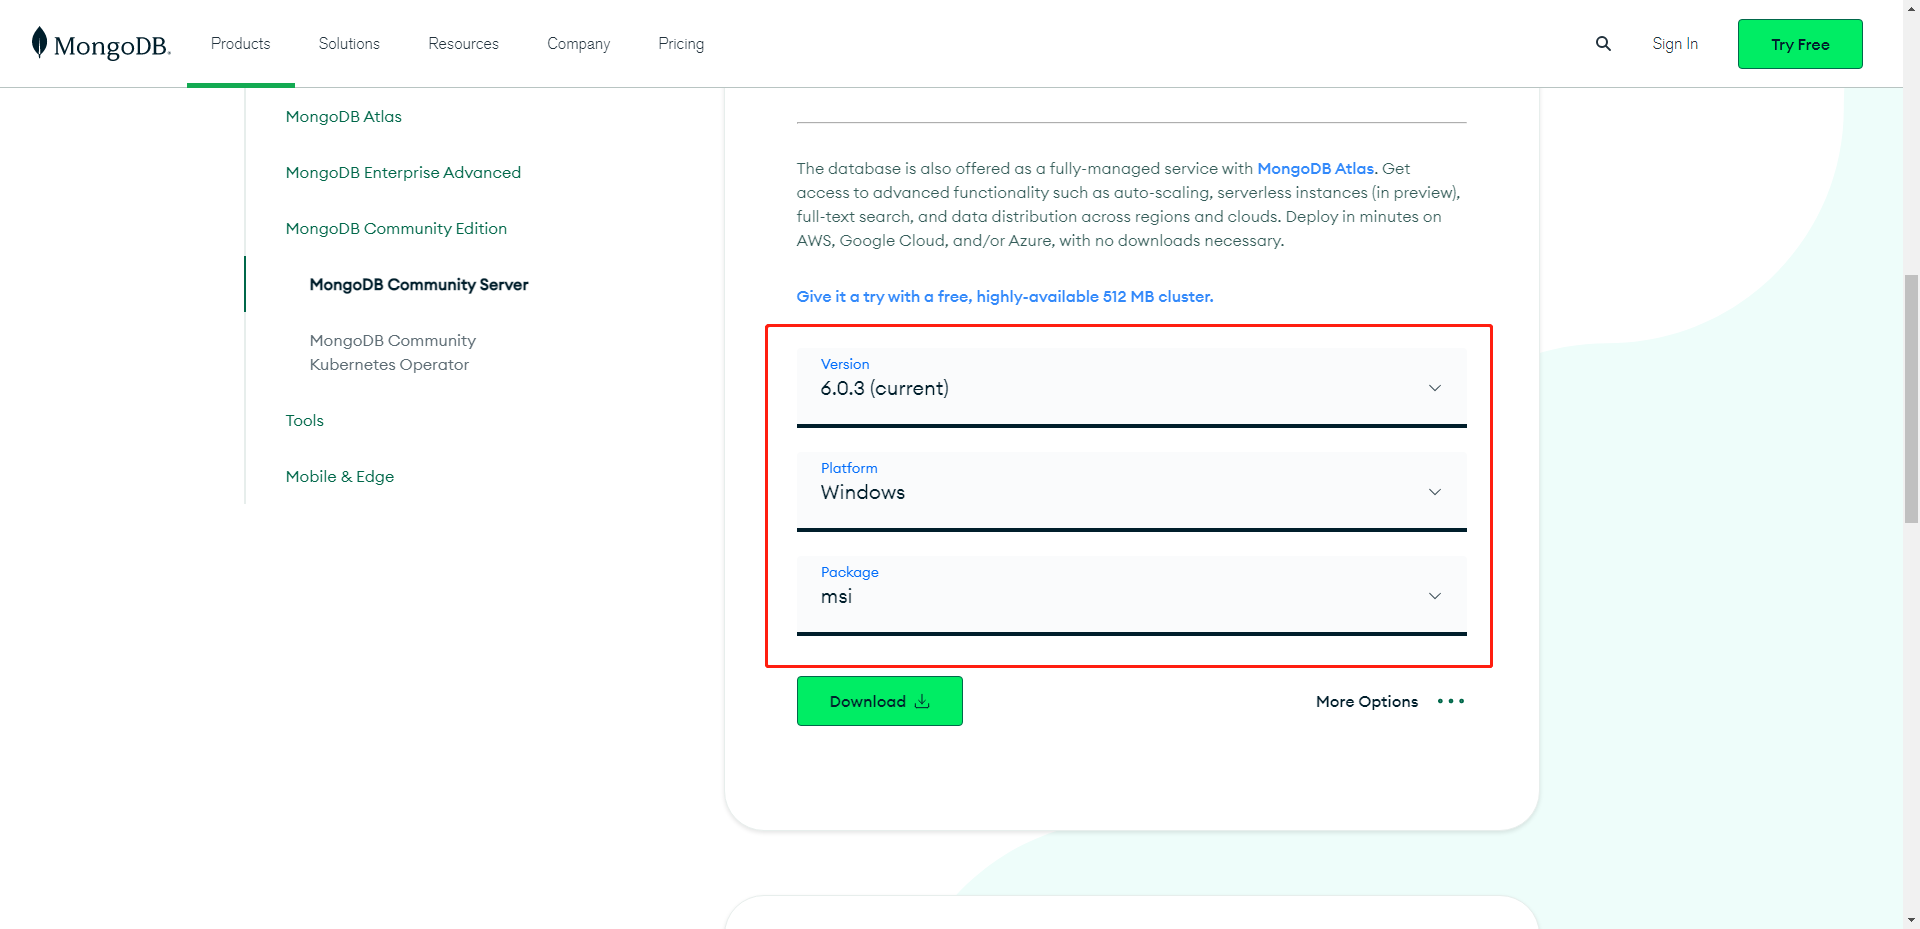 MongoDB.
Products
Solutions
Resources
Company
Pricing
Sign In
Try Free
MongoDB Atlas
MongoDB Enterprise Advanced
MongoDB Community Edition
MongoDB Community Server
MongoDB Community
Kubernetes Operator
Tools
Mobile & Edge
The database is also offered as a fully-managed service with MongoDB Atlas. Get
access to advanced functionality such as auto-scaling, serverless instances (in preview),
full-text search, and data distribution across regions and clouds. Deploy in minutes on
AWS, Google Cloud, and/or Azure, with no downloads necessary.
Give it a try with a free, highly-available 512 MB cluster.
Version
6.0.3 (current)
Platform
Windows
Package
msi
Download
More Options